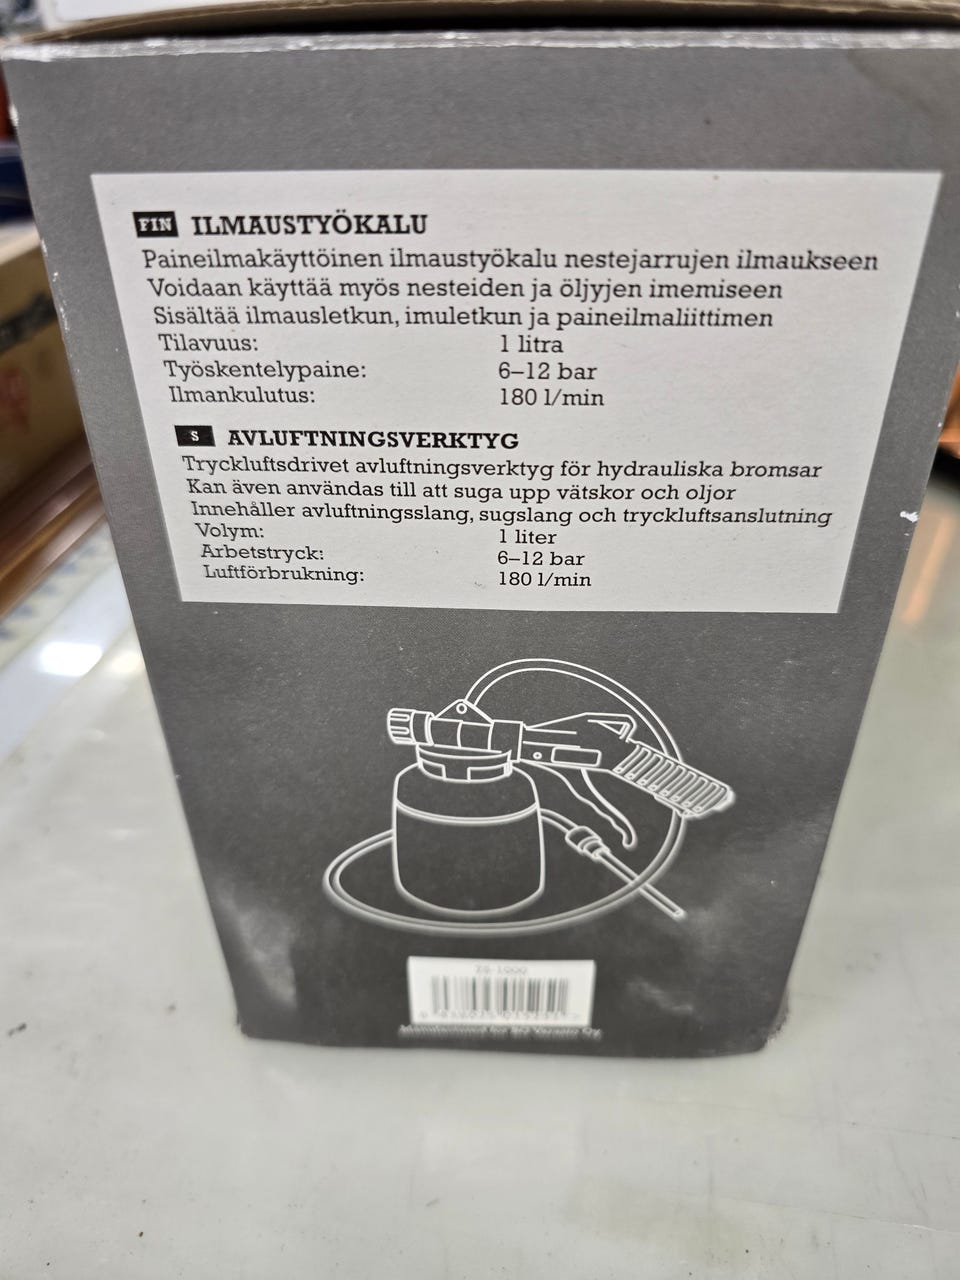 FIN ILMAUSTYÖKALU
Paineilmakäyttöinen ilmaustyökalu nestejarrujen ilmaukseen
Voidaan käyttää myös nesteiden ja öljyjen imemiseen
Sisältää ilmausletkun, imuletkun ja paineilmaliittimen
Tilavuus: 1 litra
Työskentelypaine: 6–12 bar
Ilmankulutus: 180 l/min
S AVLUFTNINGSVERKTYG
Tryckluftsdrivet avluftningsverktyg för hydrauliska bromsar
Kan även användas till att suga upp vätskor och oljor
Innehåller avluftningsslang, sugslang och tryckluftsanslutning
Volym: 1 liter
Arbetstryck: 6–12 bar
Luftförbrukning: 180 l/min
Manufactured for